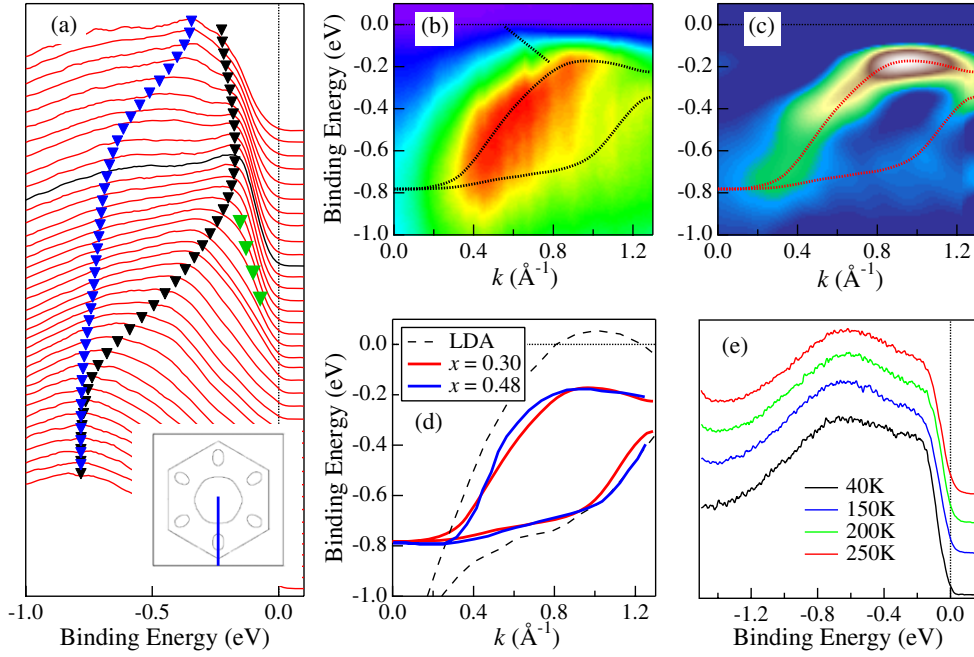 (a)
-1.0
-0.5
0.0
Binding Energy (eV)
(b)
0.0
-0.2
-0.4
-0.6
-0.8
-1.0
Binding Energy (eV)
0.0
0.4
0.8
1.2
k (Å⁻¹)
(c)
0.0
-0.2
-0.4
-0.6
-0.8
-1.0
0.0
0.4
0.8
1.2
k (Å⁻¹)
LDA
x = 0.30
x = 0.48
(d)
0.0
-0.2
-0.4
-0.6
-0.8
-1.0
Binding Energy (eV)
0.0
0.4
0.8
1.2
k (Å⁻¹)
(e)
40K
150K
200K
250K
-1.2
-0.8
-0.4
0.0
Binding Energy (eV)